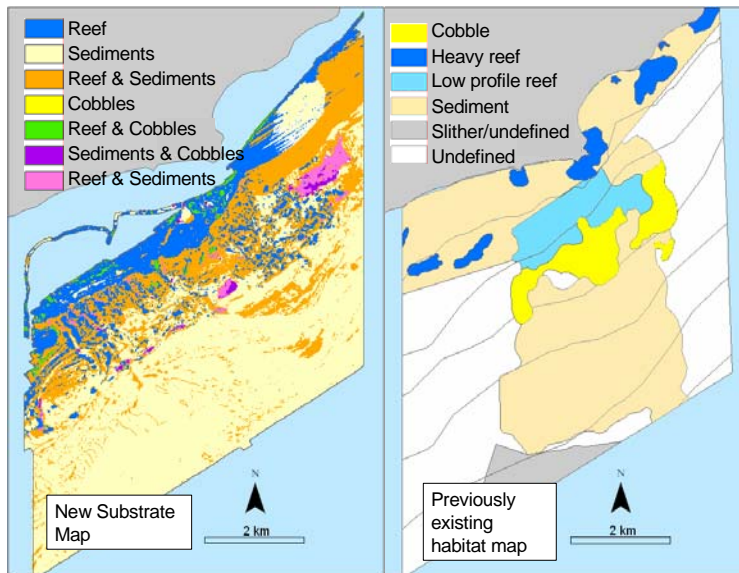 Reef
Sediments
Reef & Sediments
Cobbles
Reef & Cobbles
Sediments & Cobbles
Reef & Sediments
N
New Substrate
Map
2 km
Cobble
Heavy reef
Low profile reef
Sediment
Slither/undefined
Undefined
N
Previously
existing
habitat map
2 km